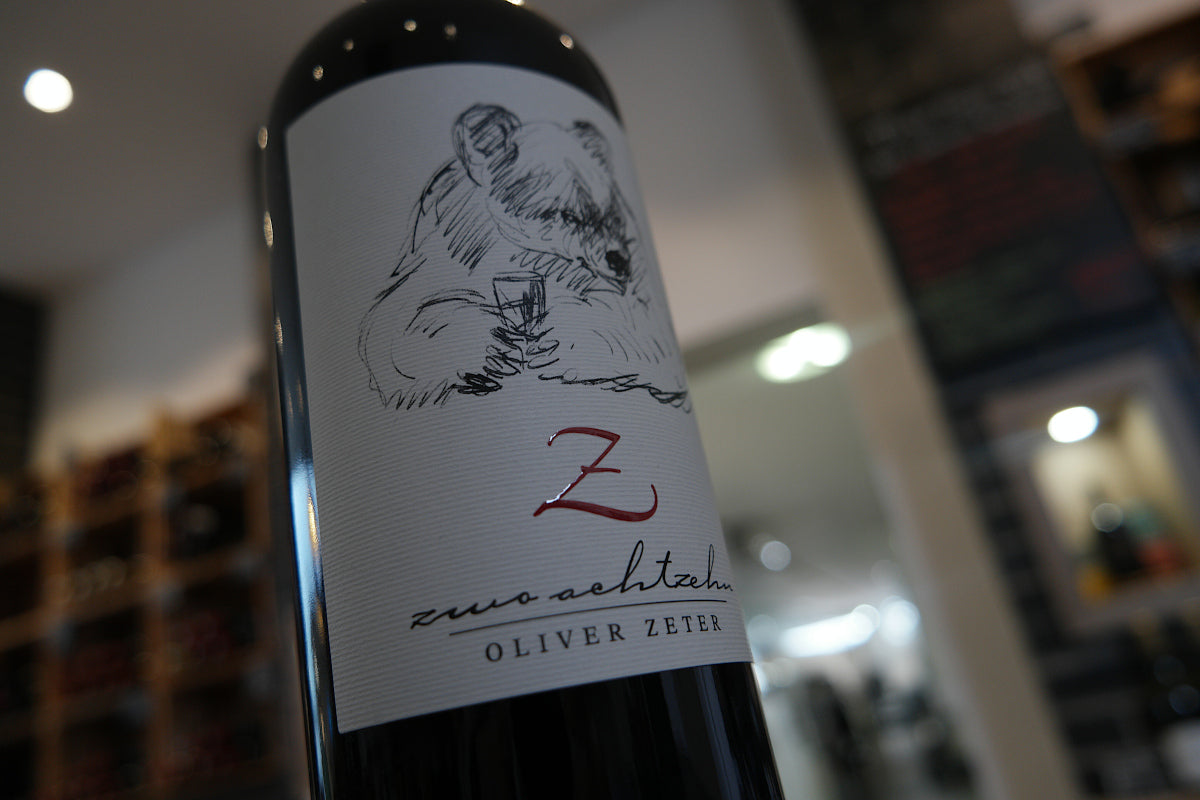 Z
zwo achtzehn
OLIVER ZETER